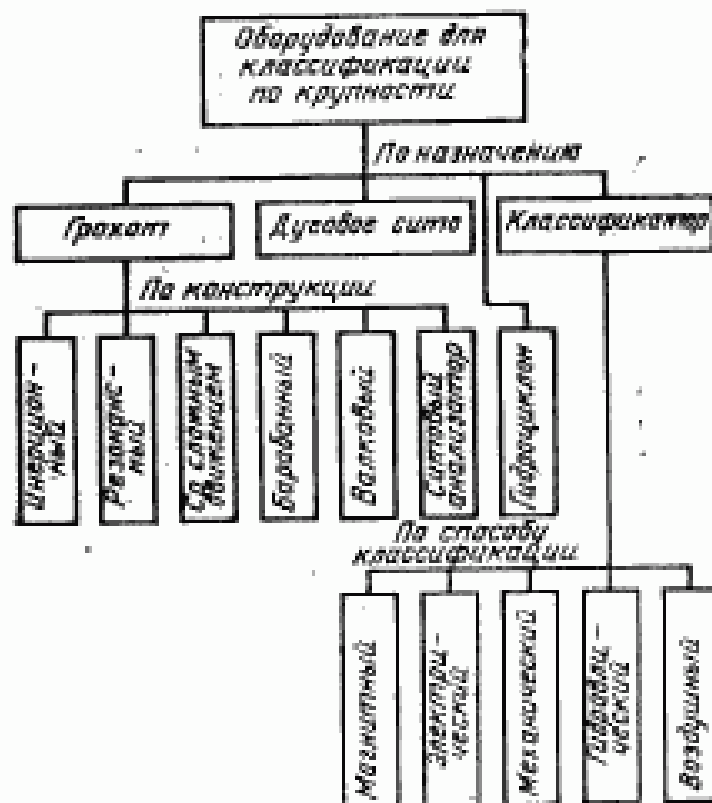 Оборудование для
классификации
по крупности
По назначению
Грохот
Дуговое сито
Классификатор
По конструкции
Инерцион-
ный
Резонанс-
ный
Со сложным
движением
Барабанный
Валковый
Ситовый
анализатор
Гидроциклон
По способу
классификации
Магнитный
Электри-
ческий
Механический
Гидравли-
ческий
Воздушный